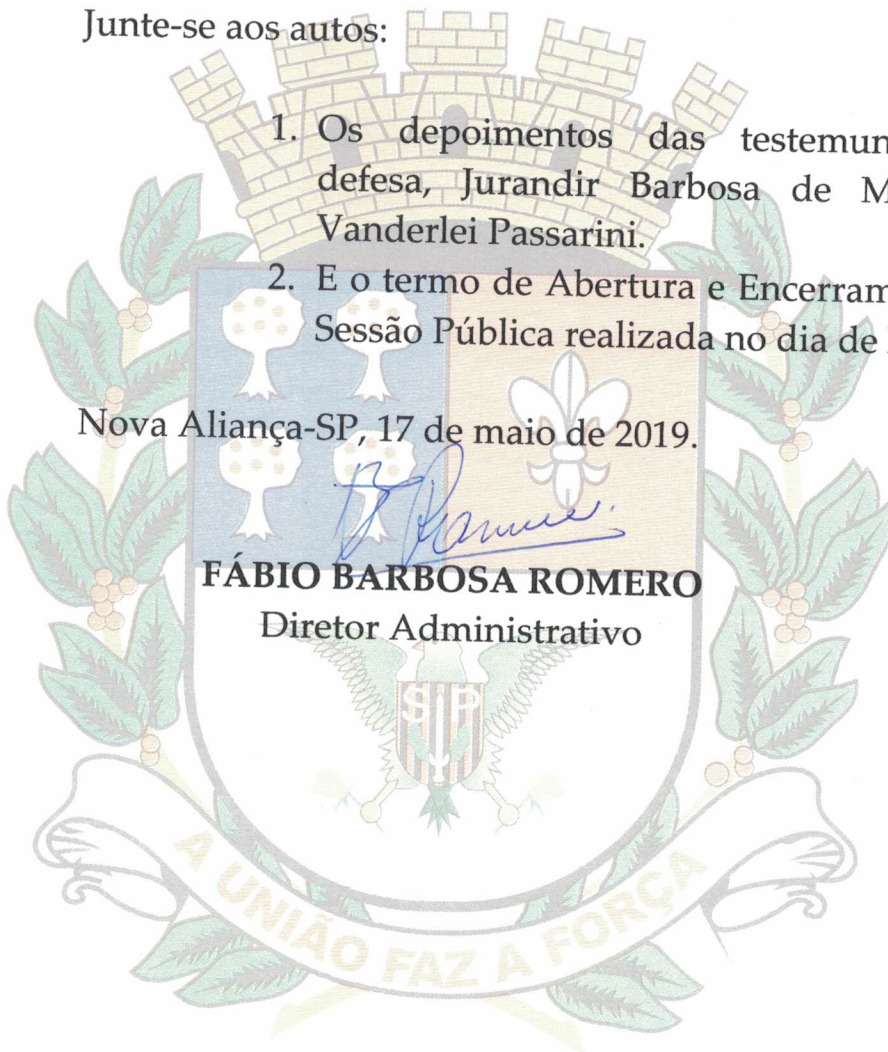 Junte-se aos autos:
1. Os depoimentos das testemun
defesa, Jurandir Barbosa de M
Vanderlei Passarini.
2. E o termo de Abertura e Encerram
Sessão Pública realizada no dia de
Nova Aliança-SP, 17 de maio de 2019.
FÁBIO BARBOSA ROMERO
Diretor Administrativo
SP
A UNIÃO FAZ A FORÇA